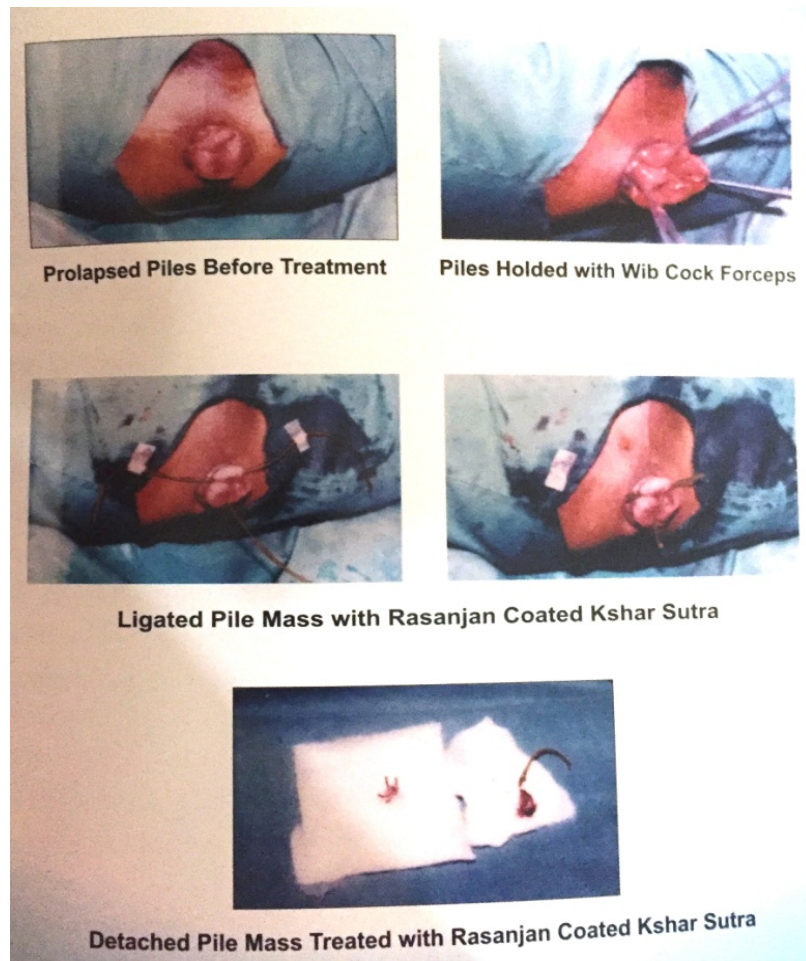 Prolapsed Piles Before Treatment
Piles Holded with Wib Cock Forceps
Ligated Pile Mass with Rasanjan Coated Kshar Sutra
Detached Pile Mass Treated with Rasanjan Coated Kshar Sutra